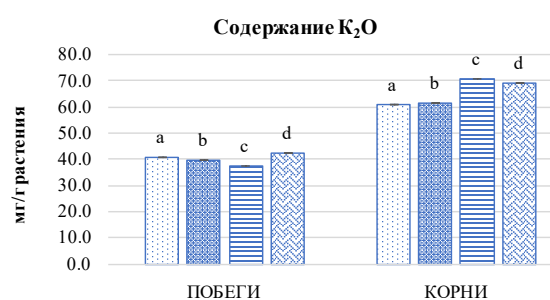 Содержание K₂O
мг/г растения
80.0
70.0
60.0
50.0
40.0
30.0
20.0
10.0
0.0
a b c d
a b c d
ПОБЕГИ КОРНИ